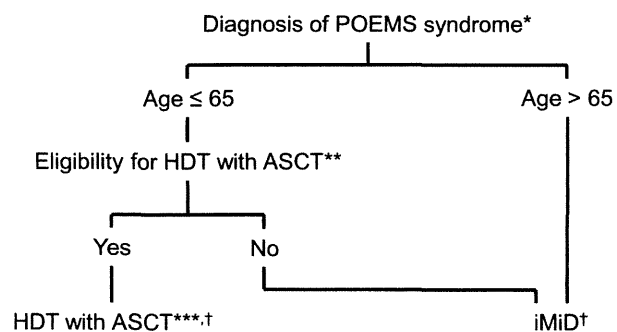 Diagnosis of POEMS syndrome*
Age ≤ 65
Age > 65
Eligibility for HDT with ASCT**
Yes
No
HDT with ASCT***,†
iMiD†